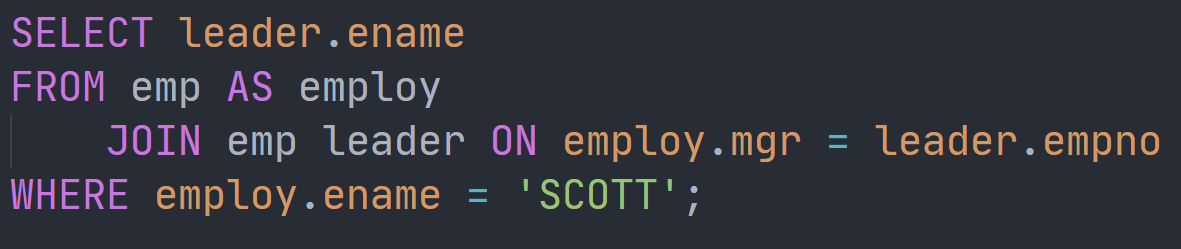 SELECT leader.ename
FROM emp AS employ
    JOIN emp leader ON employ.mgr = leader.empno
WHERE employ.ename = 'SCOTT';